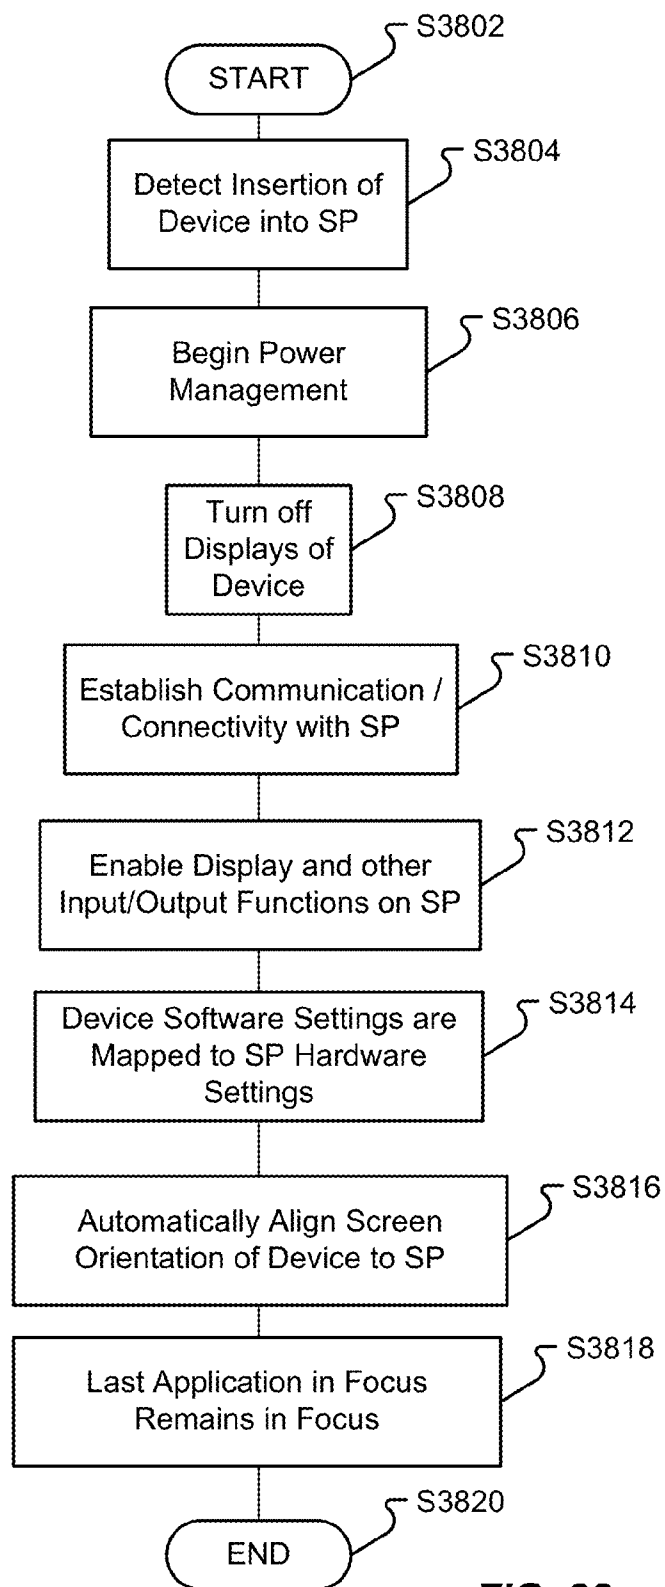 S3802
START
S3804
Detect Insertion of
Device into SP
S3806
Begin Power
Management
S3808
Turn off
Displays of
Device
S3810
Establish Communication /
Connectivity with SP
S3812
Enable Display and other
Input/Output Functions on SP
S3814
Device Software Settings are
Mapped to SP Hardware
Settings
S3816
Automatically Align Screen
Orientation of Device to SP
S3818
Last Application in Focus
Remains in Focus
S3820
END